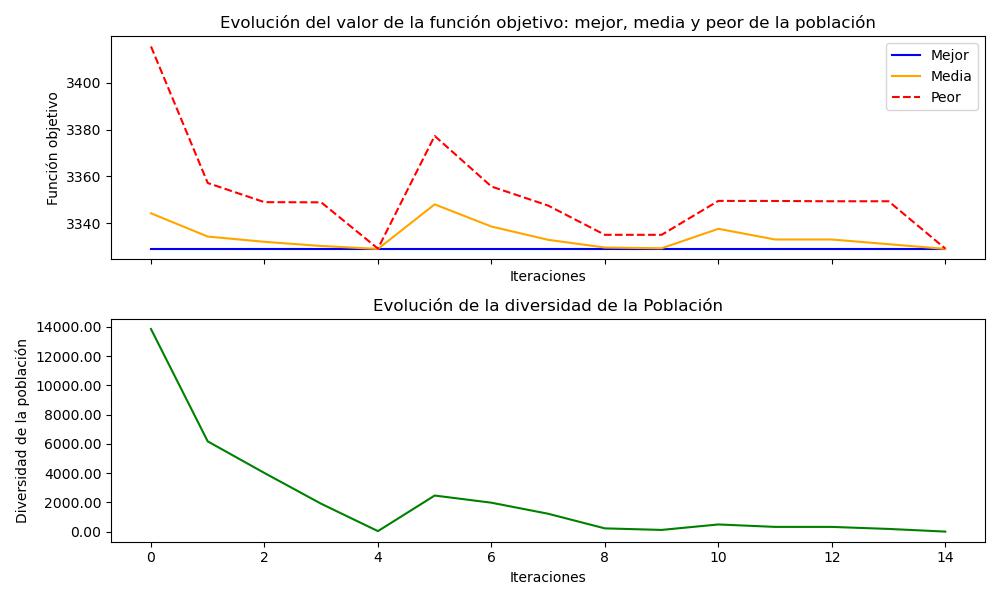 Evolución del valor de la función objetivo: mejor, media y peor de la población
Función objetivo
3400
3380
3360
3340
Mejor
Media
Peor
Iteraciones
Evolución de la diversidad de la Población
Diversidad de la población
14000.00
12000.00
10000.00
8000.00
6000.00
4000.00
2000.00
0.00
0 2 4 6 8 10 12 14
Iteraciones